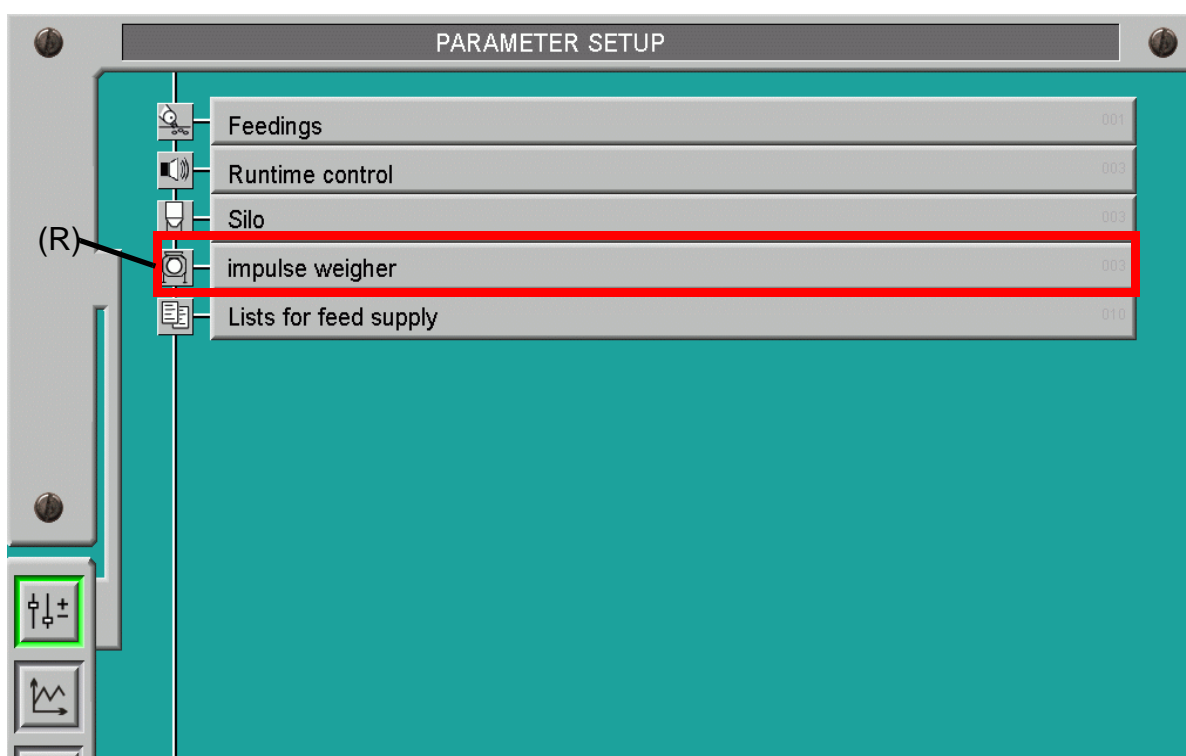 PARAMETER SETUP
Feedings 001
Runtime control 003
Silo 003
(R) impulse weigher 003
Lists for feed supply 010